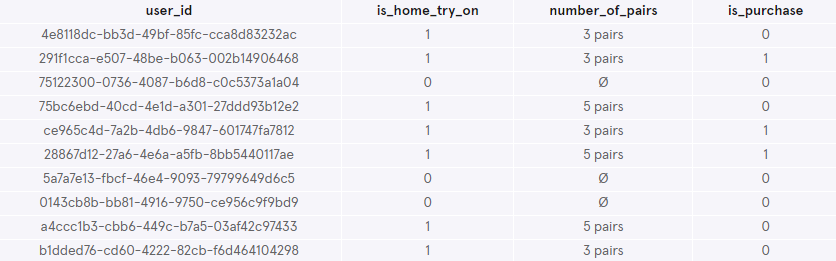 user_id is_home_try_on number_of_pairs is_purchase
4e8118dc-bb3d-49bf-85fc-cca8d83232ac 1 3 pairs 0
291f1cca-e507-48be-b063-002b14906468 1 3 pairs 1
75122300-0736-4087-b6d8-c0c5373a1a04 0 Ø 0
75bc6ebd-40cd-4e1d-a301-27ddd93b12e2 1 5 pairs 0
ce965c4d-7a2b-4db6-9847-601747fa7812 1 3 pairs 1
28867d12-27a6-4e6a-a5fb-8bb5440117ae 1 5 pairs 1
5a7a7e13-fbcf-46e4-9093-79799649d6c5 0 Ø 0
0143cb8b-bb81-4916-9750-ce956c9f9bd9 0 Ø 0
a4ccc1b3-cbb6-449c-b7a5-03af42c97433 1 5 pairs 0
b1dded76-cd60-4222-82cb-f6d464104298 1 3 pairs 0